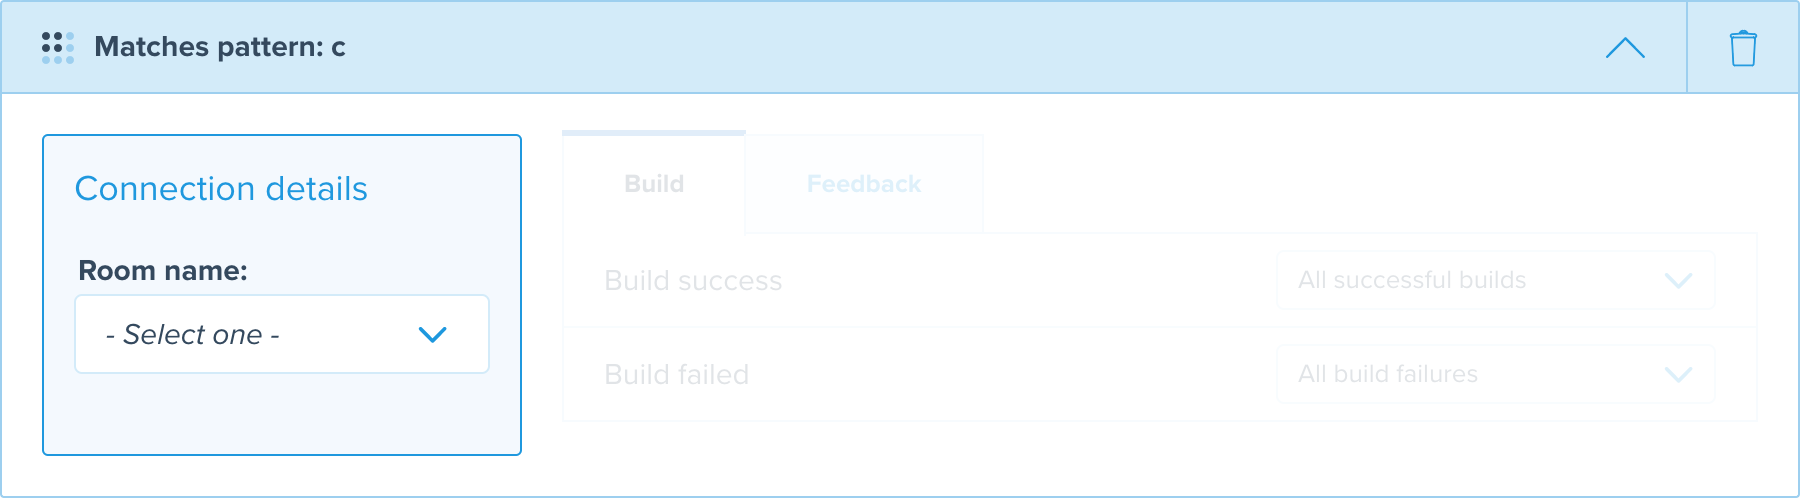 Matches pattern: c
Connection details
Room name:
- Select one -
Build
Feedback
Build success
All successful builds
Build failed
All build failures